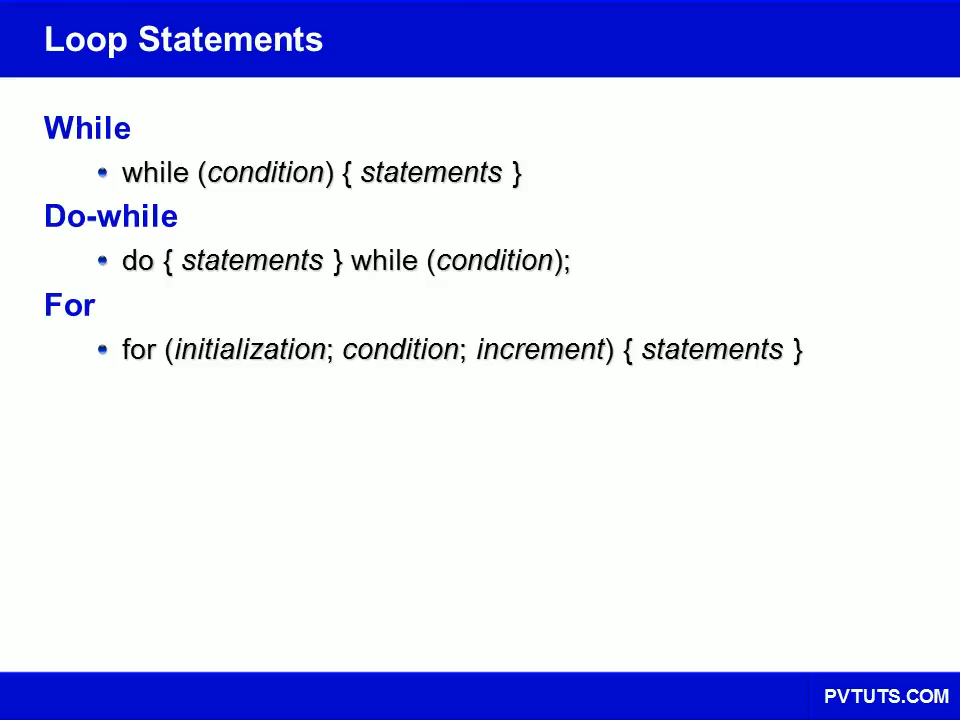 Loop Statements
While
while (condition) { statements }
Do-while
do { statements } while (condition);
For
for (initialization; condition; increment) { statements }
PVTUTS.COM